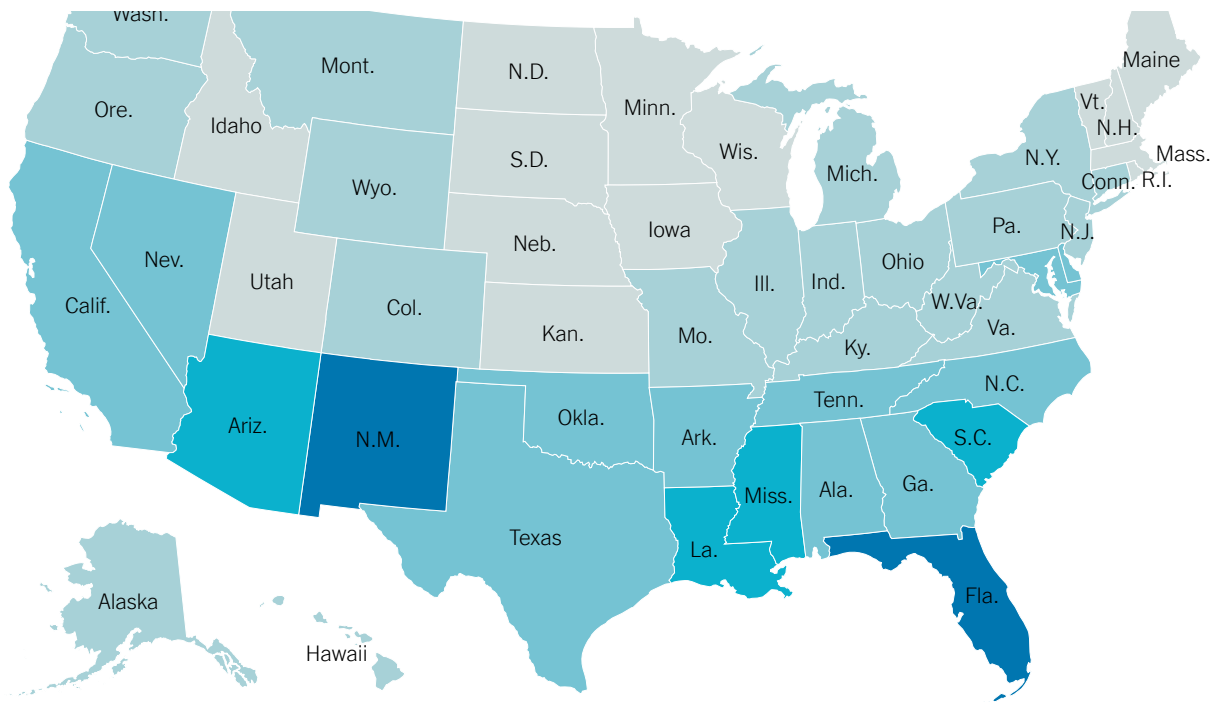 Wash.
Mont.
N.D.
Minn.
Maine
Ore.
Idaho
Vt.
N.H.
S.D.
Wis.
N.Y.
Mass.
Wyo.
Mich.
Conn.
R.I.
Neb.
Iowa
Pa.
N.J.
Nev.
Utah
Ill.
Ind.
Ohio
Calif.
Col.
W.Va.
Va.
Kan.
Mo.
Ky.
Ariz.
N.M.
Okla.
Ark.
Tenn.
N.C.
S.C.
Texas
La.
Miss.
Ala.
Ga.
Alaska
Fla.
Hawaii